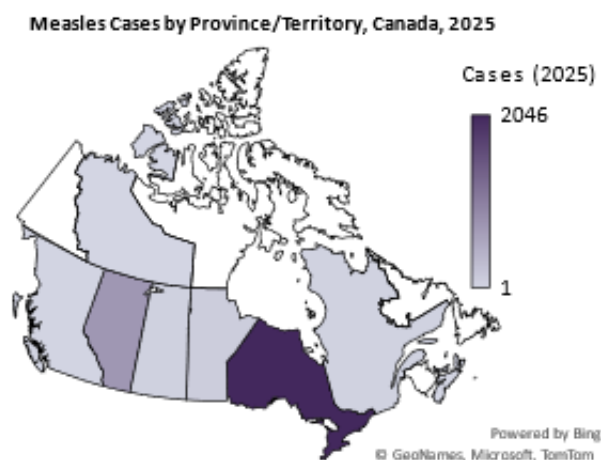 Measles Cases by Province/Territory, Canada, 2025
Cases (2025)
2046
1
Powered by Bing
© GeoNames, Microsoft, TomTom